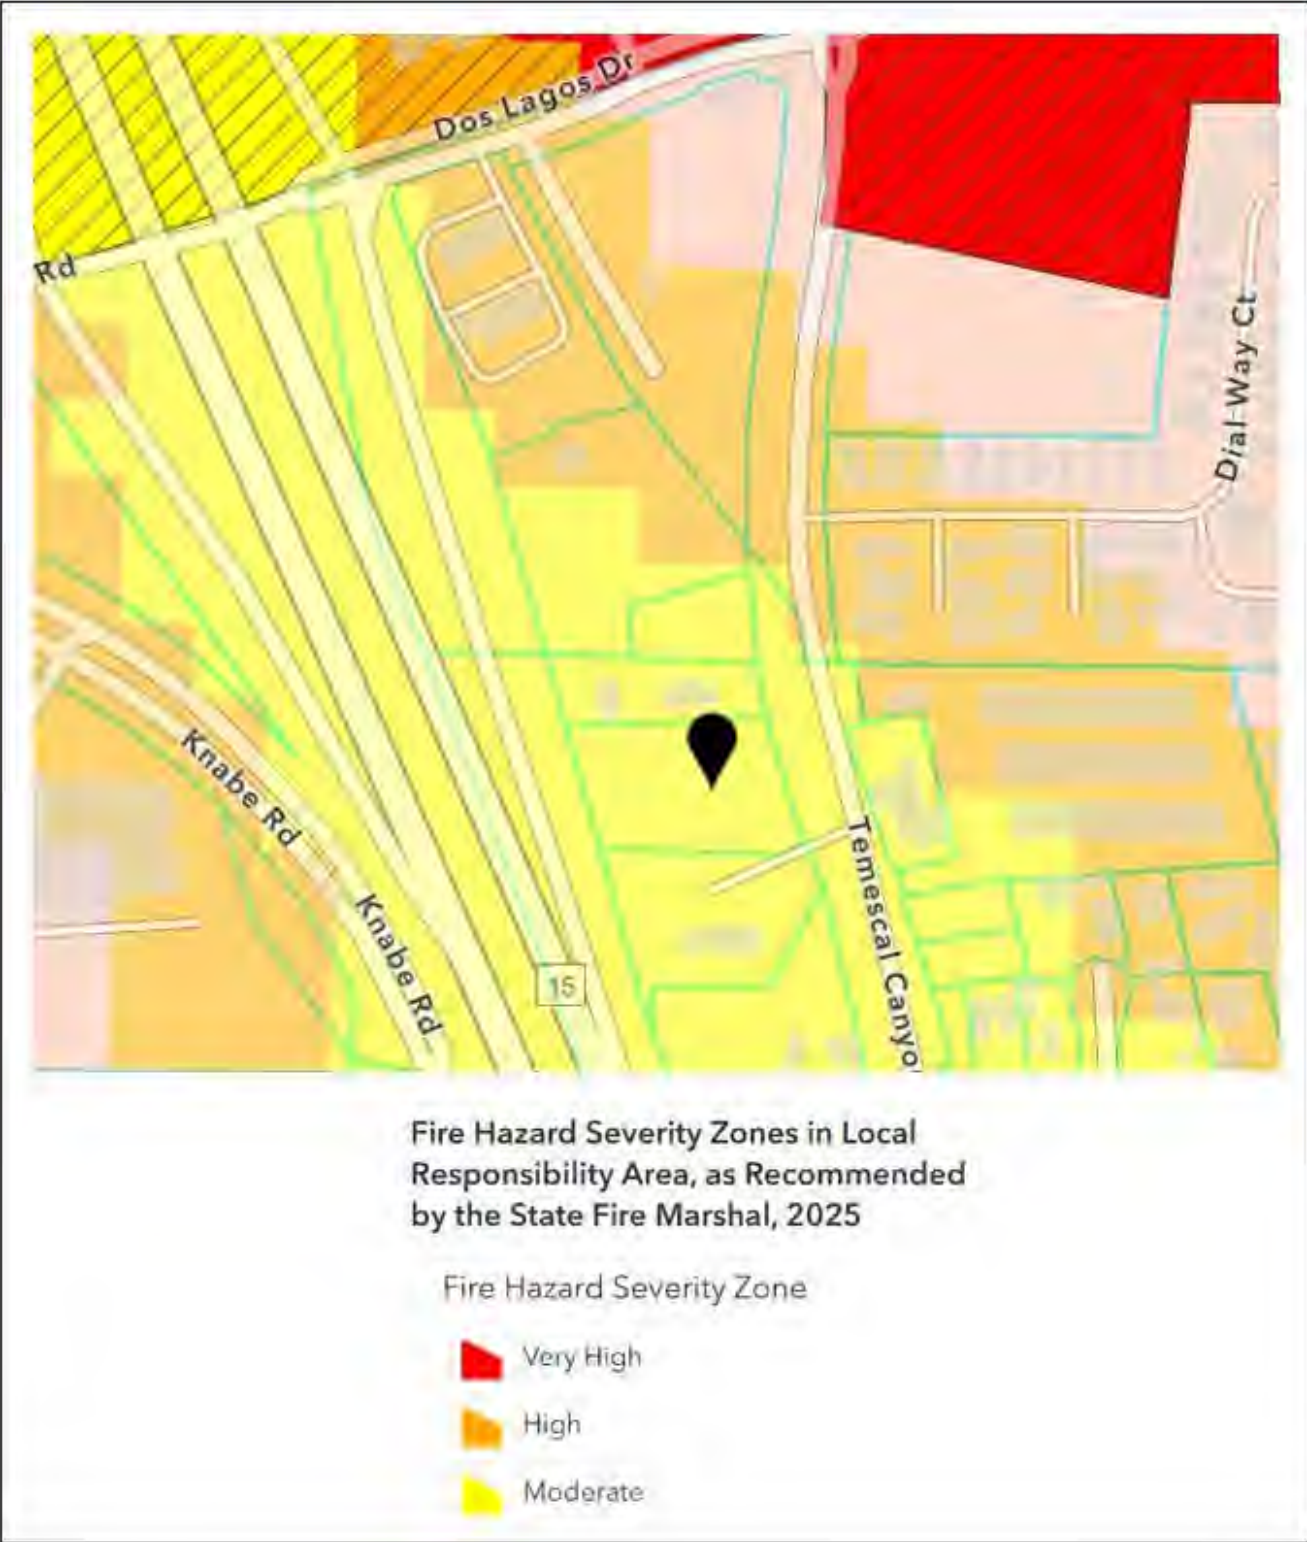 Dos Lagos Dr
Rd
Dial Way Ct
Knabe Rd
Knabe Rd
Temescal Canyo
15
Fire Hazard Severity Zones in Local
Responsibility Area, as Recommended
by the State Fire Marshal, 2025
Fire Hazard Severity Zone
Very High
High
Moderate